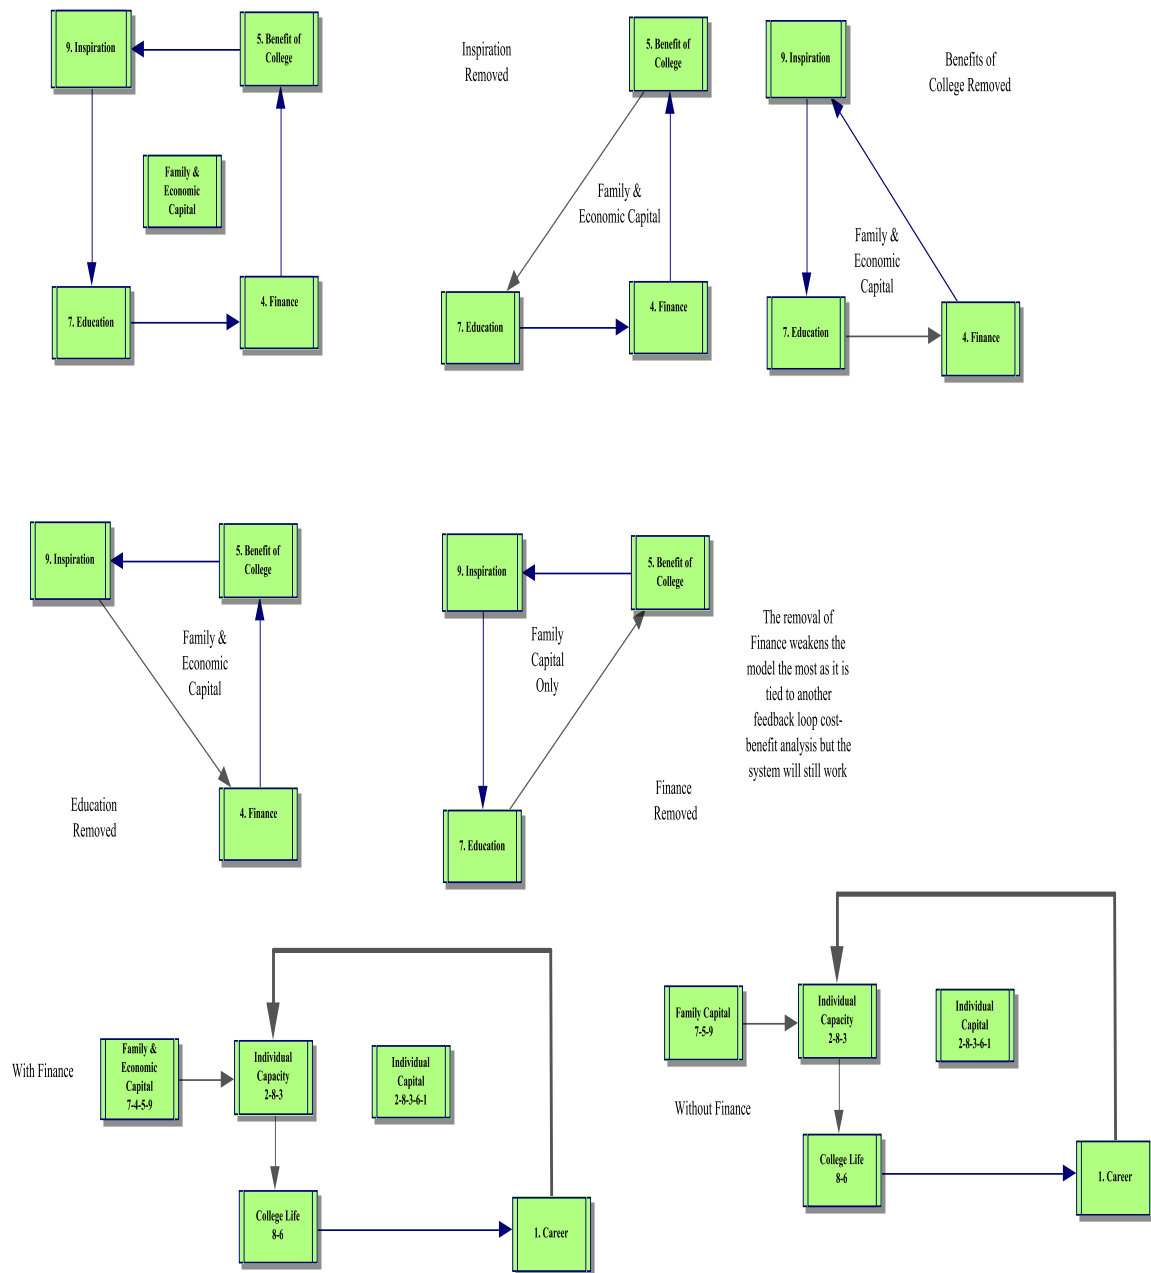 9. Inspiration
5. Benefit of
College
Family &
Economic
Capital
7. Education
4. Finance
Inspiration
Removed
5. Benefit of
College
Family &
Economic Capital
7. Education
4. Finance
9. Inspiration
Benefits of
College Removed
Family &
Economic
Capital
7. Education
4. Finance
9. Inspiration
5. Benefit of
College
Family &
Economic
Capital
Education
Removed
4. Finance
9. Inspiration
5. Benefit of
College
Family
Capital
Only
7. Education
Finance
Removed
The removal of
Finance weakens the
model the most as it is
tied to another
feedback loop cost-
benefit analysis but the
system will still work
With Finance
Family &
Economic
Capital
7-4-5-9
Individual
Capacity
2-8-3
Individual
Capital
2-8-3-6-1
College Life
8-6
1. Career
Family Capital
7-5-9
Individual
Capacity
2-8-3
Individual
Capital
2-8-3-6-1
Without Finance
College Life
8-6
1. Career